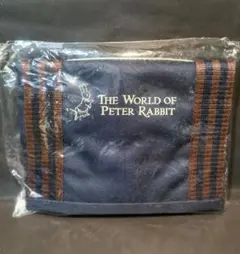 THE WORLD OF
PETER RABBIT